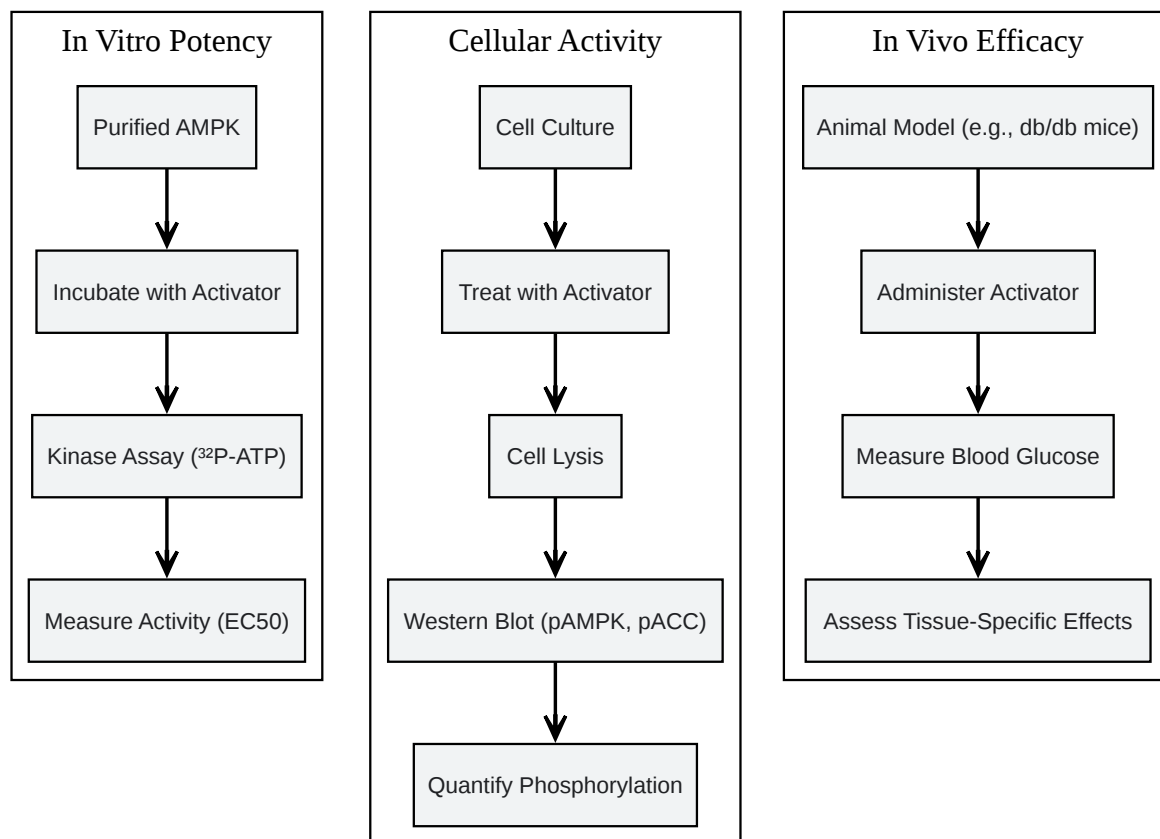 In Vitro Potency
Purified AMPK
Incubate with Activator
Kinase Assay (³²P-ATP)
Measure Activity (EC50)
Cellular Activity
Cell Culture
Treat with Activator
Cell Lysis
Western Blot (pAMPK, pACC)
Quantify Phosphorylation
In Vivo Efficacy
Animal Model (e.g., db/db mice)
Administer Activator
Measure Blood Glucose
Assess Tissue-Specific Effects